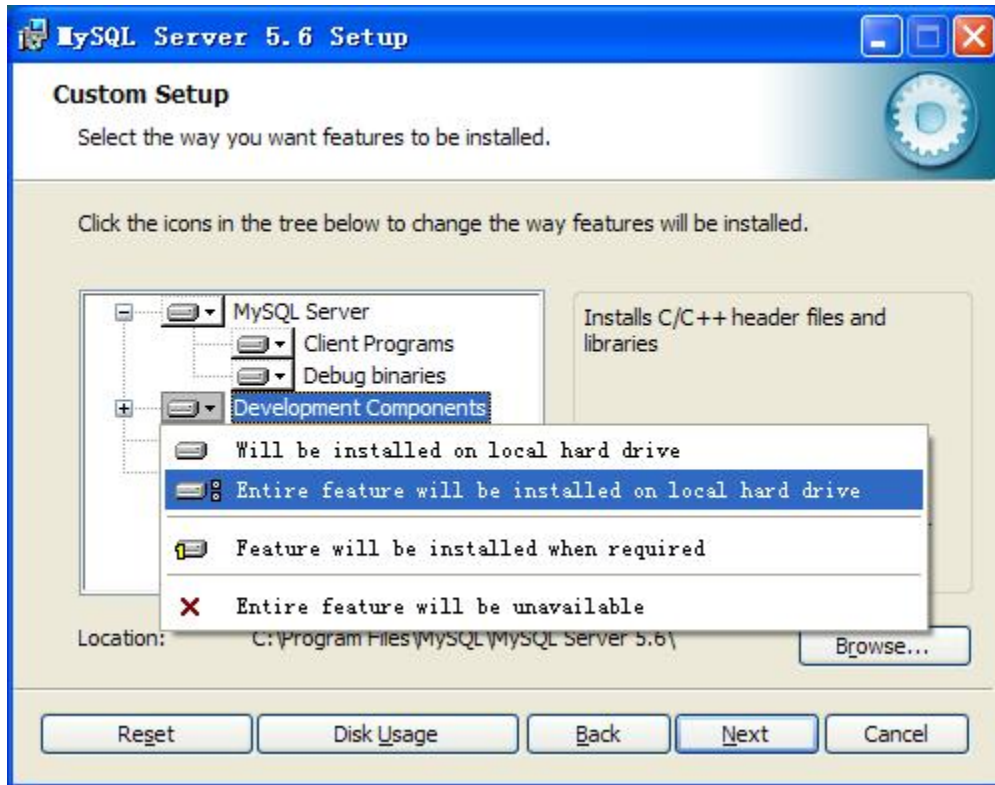 MySQL Server 5.6 Setup
Custom Setup
Select the way you want features to be installed.
Click the icons in the tree below to change the way features will be installed.
MySQL Server
Client Programs
Debug binaries
Development Components
Installs C/C++ header files and
libraries
Will be installed on local hard drive
Entire feature will be installed on local hard drive
Feature will be installed when required
Entire feature will be unavailable
Location: C:\Program Files\MySQL\MySQL Server 5.6\
Browse...
Reset Disk Usage Back Next Cancel